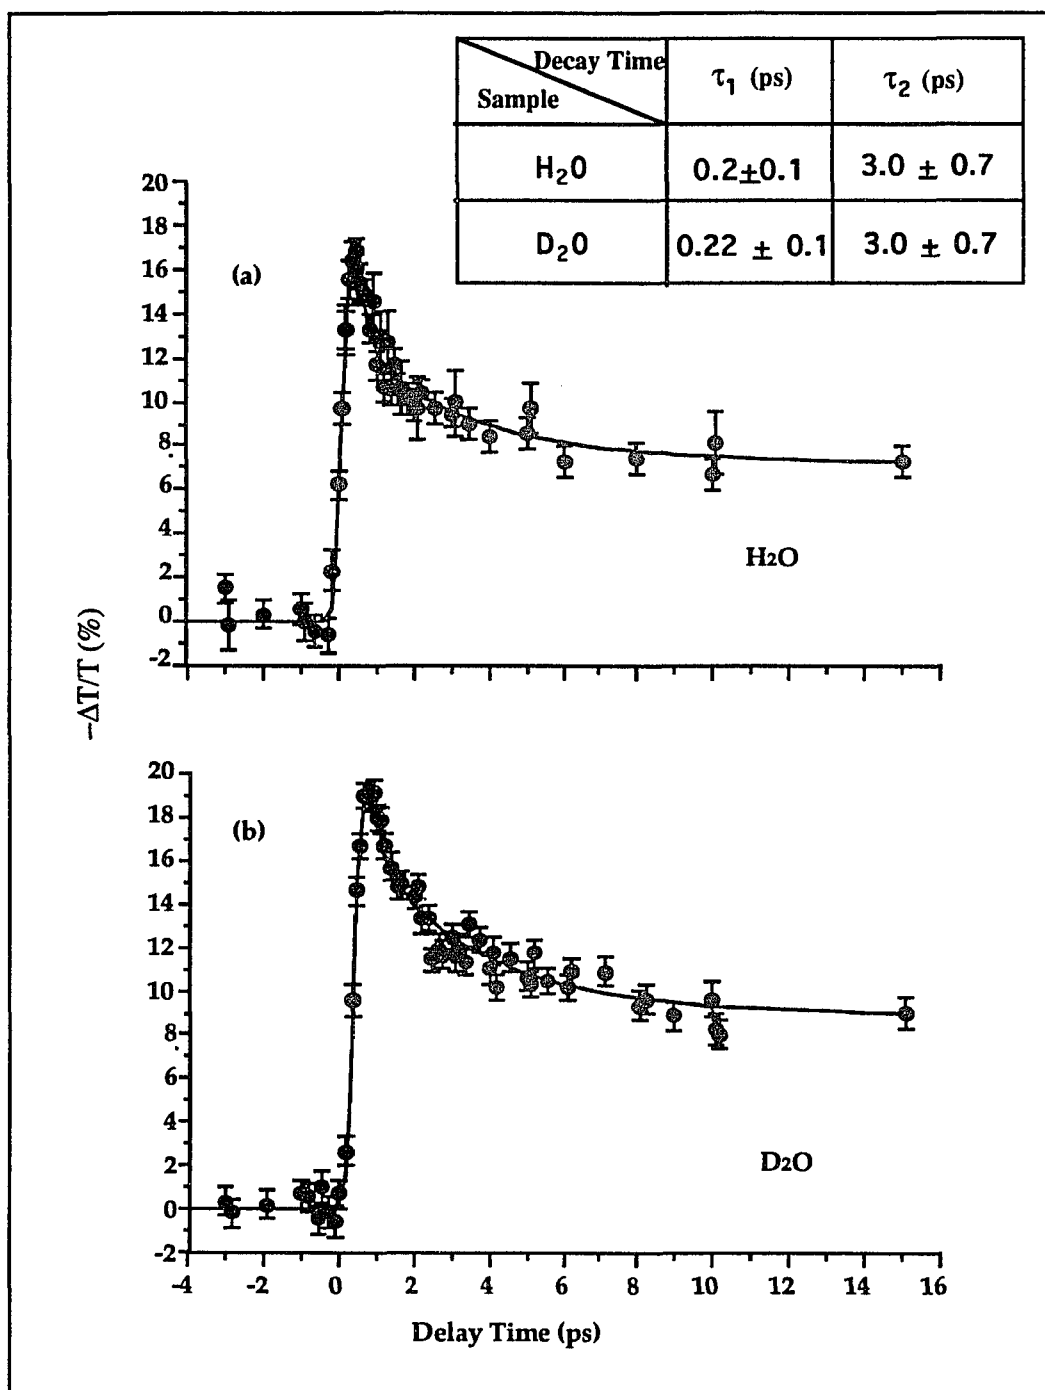 Decay Time τ1 (ps) τ2 (ps)
Sample
H2O 0.2±0.1 3.0 ± 0.7
D2O 0.22 ± 0.1 3.0 ± 0.7
20
18
16
14
12
10
8
6
4
2
0
-2
(a)
H2O
−ΔT/T (%)
20
18
16
14
12
10
8
6
4
2
0
-2
(b)
D2O
-4 -2 0 2 4 6 8 10 12 14 16
Delay Time (ps)